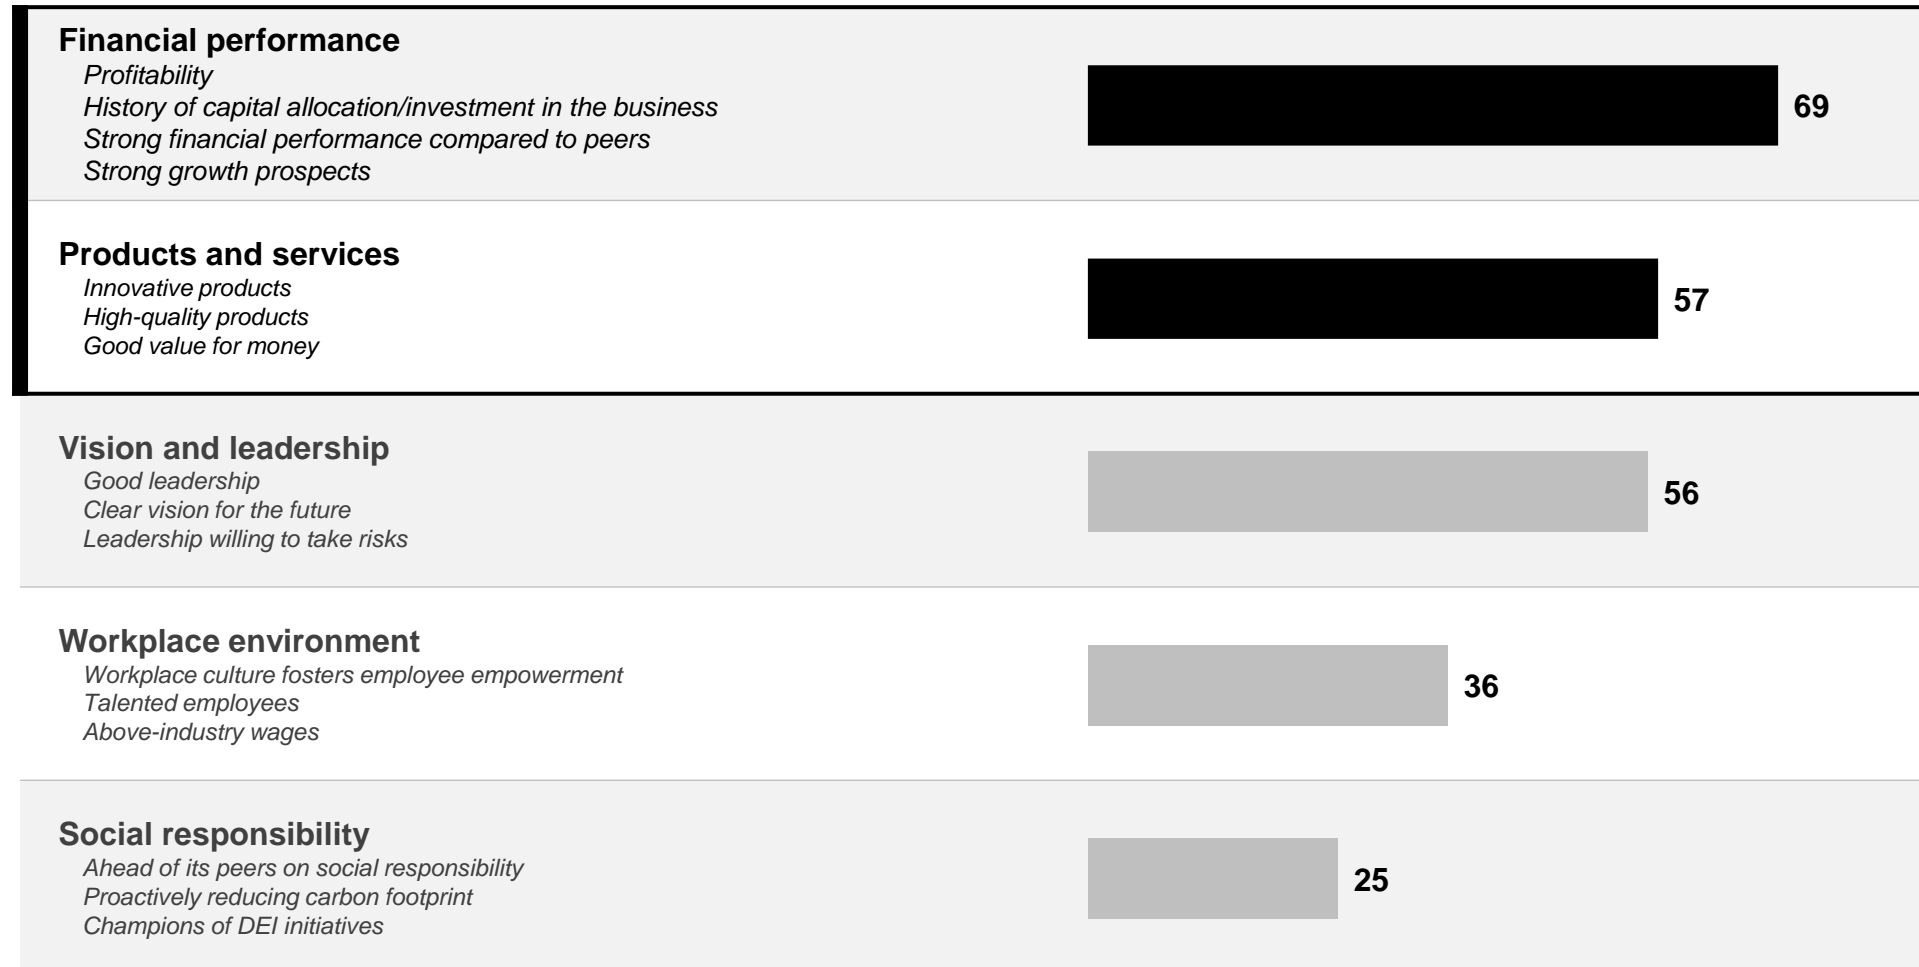 Financial performance
Profitability
History of capital allocation/investment in the business
Strong financial performance compared to peers
Strong growth prospects
69
Products and services
Innovative products
High-quality products
Good value for money
57
Vision and leadership
Good leadership
Clear vision for the future
Leadership willing to take risks
56
Workplace environment
Workplace culture fosters employee empowerment
Talented employees
Above-industry wages
36
Social responsibility
Ahead of its peers on social responsibility
Proactively reducing carbon footprint
Champions of DEI initiatives
25